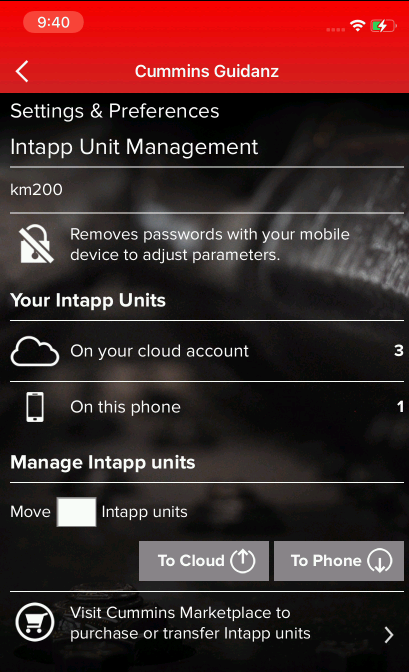 9:40
Cummins Guidanz
Settings & Preferences
Intapp Unit Management
km200
Removes passwords with your mobile
device to adjust parameters.
Your Intapp Units
On your cloud account 3
On this phone 1
Manage Intapp units
Move Intapp units
To Cloud To Phone
Visit Cummins Marketplace to
purchase or transfer Intapp units